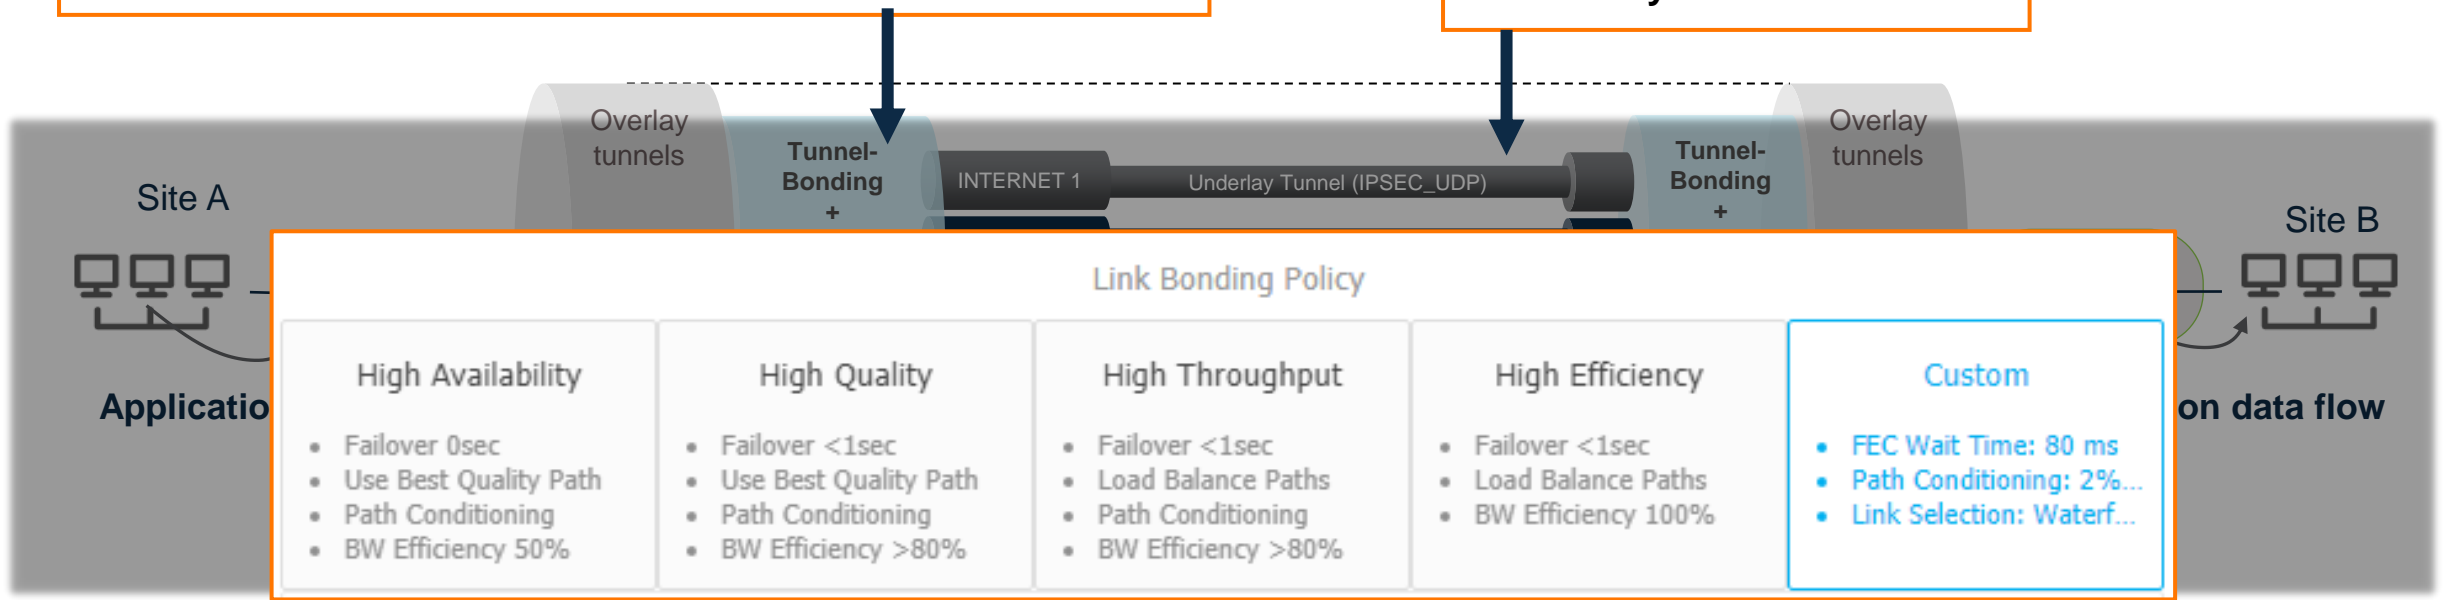 Overlay
tunnels
Overlay
tunnels
Tunnel-
Bonding
+
INTERNET 1
Underlay Tunnel (IPSEC_UDP)
Tunnel-
Bonding
+
Site A
Site B
Link Bonding Policy
High Availability
• Failover 0sec
• Use Best Quality Path
• Path Conditioning
• BW Efficiency 50%
High Quality
• Failover <1sec
• Use Best Quality Path
• Path Conditioning
• BW Efficiency >80%
High Throughput
• Failover <1sec
• Load Balance Paths
• Path Conditioning
• BW Efficiency >80%
High Efficiency
• Failover <1sec
• Load Balance Paths
• BW Efficiency 100%
Custom
• FEC Wait Time: 80 ms
• Path Conditioning: 2%...
• Link Selection: Waterf...
Applicatio
on data flow